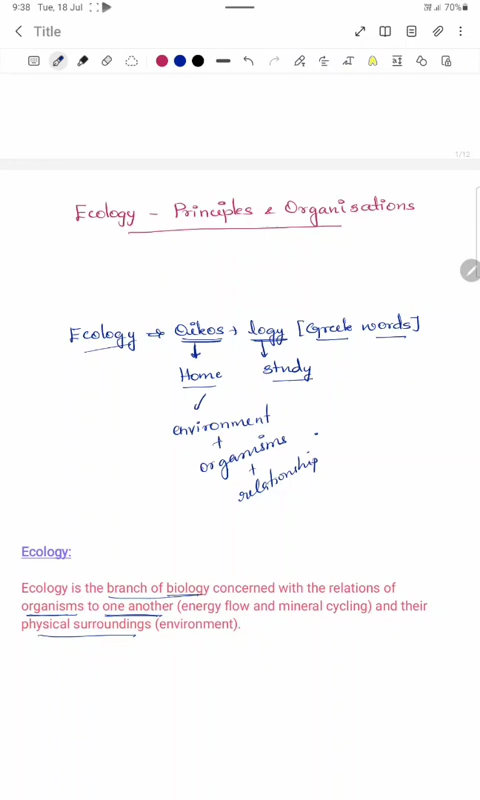 9:38 Tue, 18 Jul
70%
Title
1/12
Ecology - Principles & Organisations
Ecology → Oikos + logy [Greek words]
Home study
environment
+
organisms
+
relationship
Ecology:
Ecology is the branch of biology concerned with the relations of
organisms to one another (energy flow and mineral cycling) and their
physical surroundings (environment).